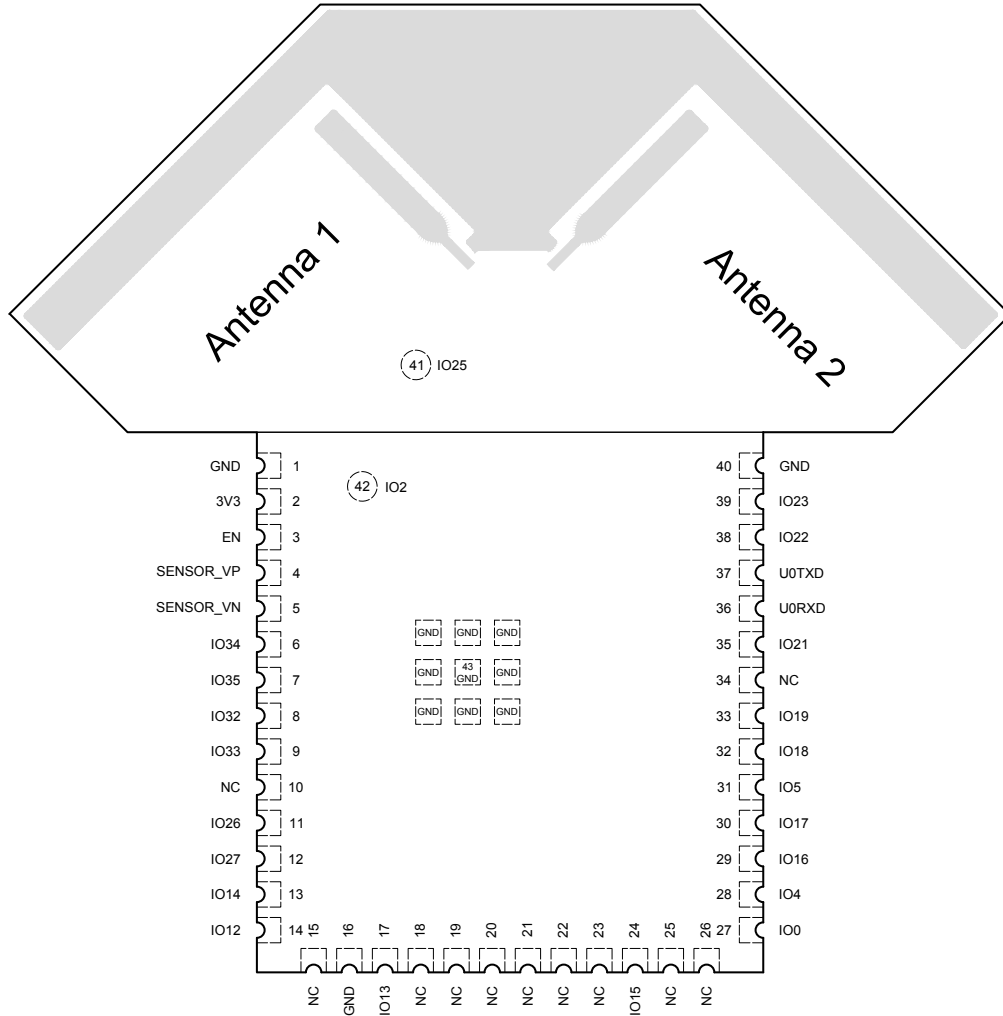 Antenna 1
Antenna 2
41 IO25
GND 1
40 GND
42 IO2
3V3 2
39 IO23
EN 3
38 IO22
SENSOR_VP 4
37 U0TXD
SENSOR_VN 5
36 U0RXD
IO34 6
35 IO21
IO35 7
34 NC
IO32 8
33 IO19
IO33 9
32 IO18
NC 10
31 IO5
IO26 11
30 IO17
IO27 12
29 IO16
IO14 13
28 IO4
IO12 14
27 IO0
GND GND GND
GND 43 GND GND
GND GND GND
15 16 17 18 19 20 21 22 23 24 25 26
NC GND IO13 NC NC NC NC NC NC IO15 NC NC